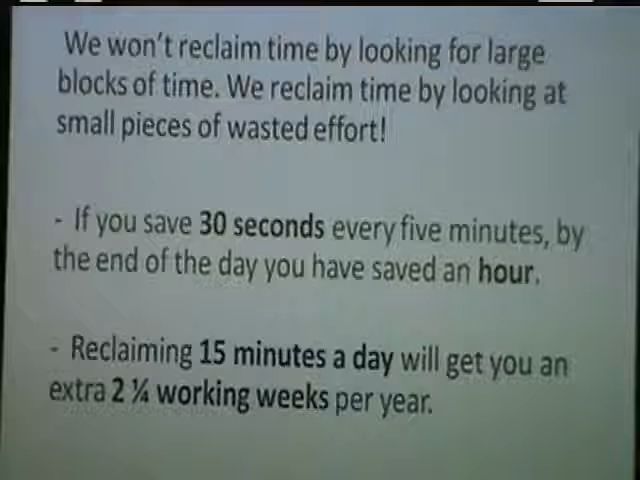 We won't reclaim time by looking for large
blocks of time. We reclaim time by looking at
small pieces of wasted effort!
- If you save 30 seconds every five minutes, by
the end of the day you have saved an hour.
- Reclaiming 15 minutes a day will get you an
extra 2 ¼ working weeks per year.